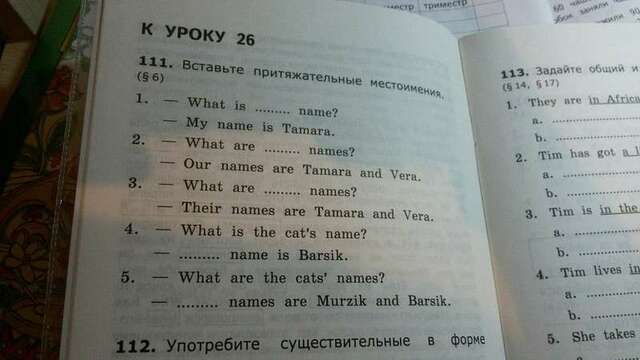 местр триместр
К УРОКУ 26
111. Вставьте притяжательные местоимения.
(§ 6)
1. — What is ......... name?
— My name is Tamara.
2. — What are ......... names?
— Our names are Tamara and Vera.
3. — What are ......... names?
— Their names are Tamara and Vera.
4. — What is the cat's name?
— ......... name is Barsik.
5. — What are the cats' names?
— ......... names are Murzik and Barsik.
112. Употребите существительные в форме
113. Задайте общий и
(§ 14, § 17)
1. They are in Africa
a. ...............
b. ...............
2. Tim has got a l
a. ...............
b. ...............
3. Tim is in the
a. ...............
b. ...............
4. Tim lives in
a. ...............
b. ...............
5. She takes